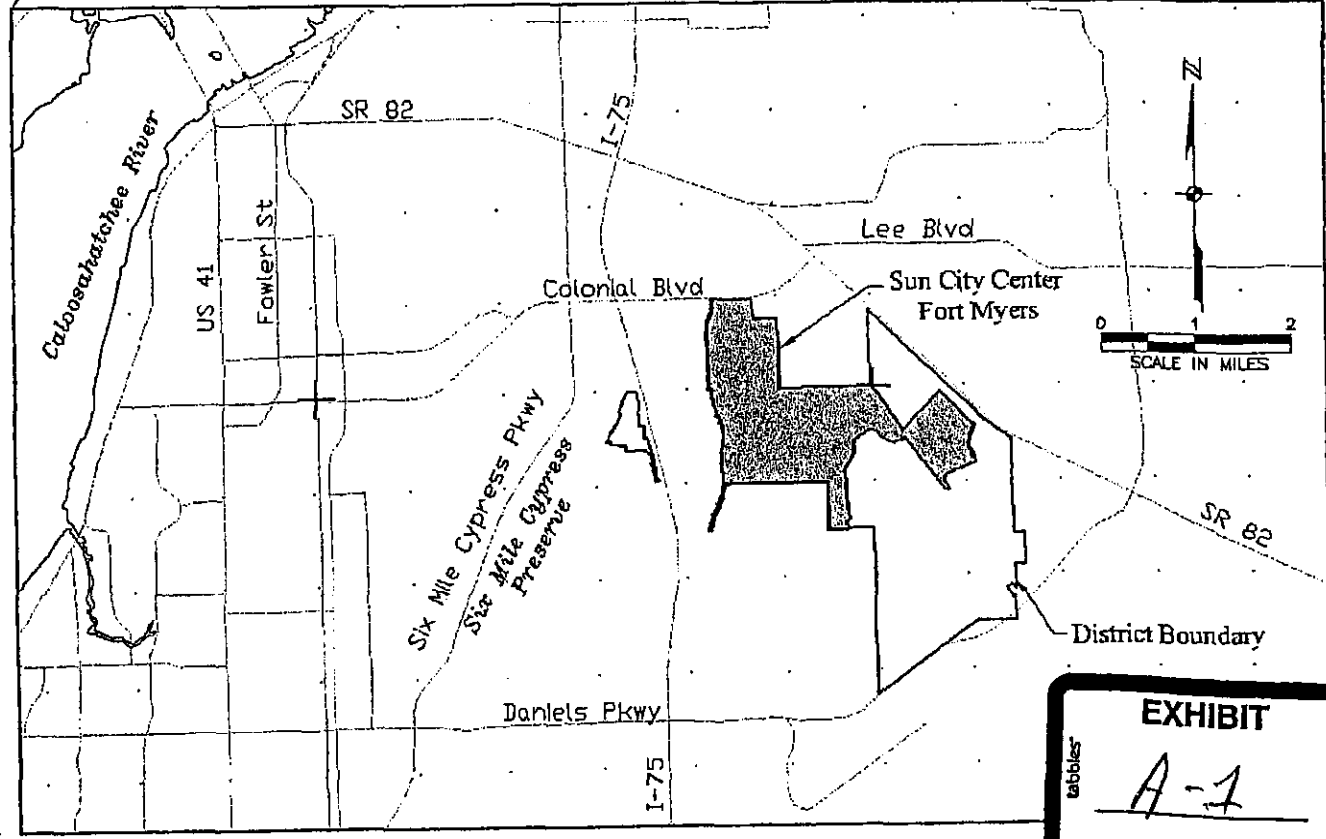 SR 82
I-75
Caloosahatchee River
US 41
Fowler St
Lee Blvd
Colonial Blvd
Sun City Center
Fort Myers
N
0 1 2
SCALE IN MILES
Six Mile Cypress Pkwy
Six Mile Cypress
Preserve
SR 82
District Boundary
Daniels Pkwy
I-75
EXHIBIT
tabbies
A-1